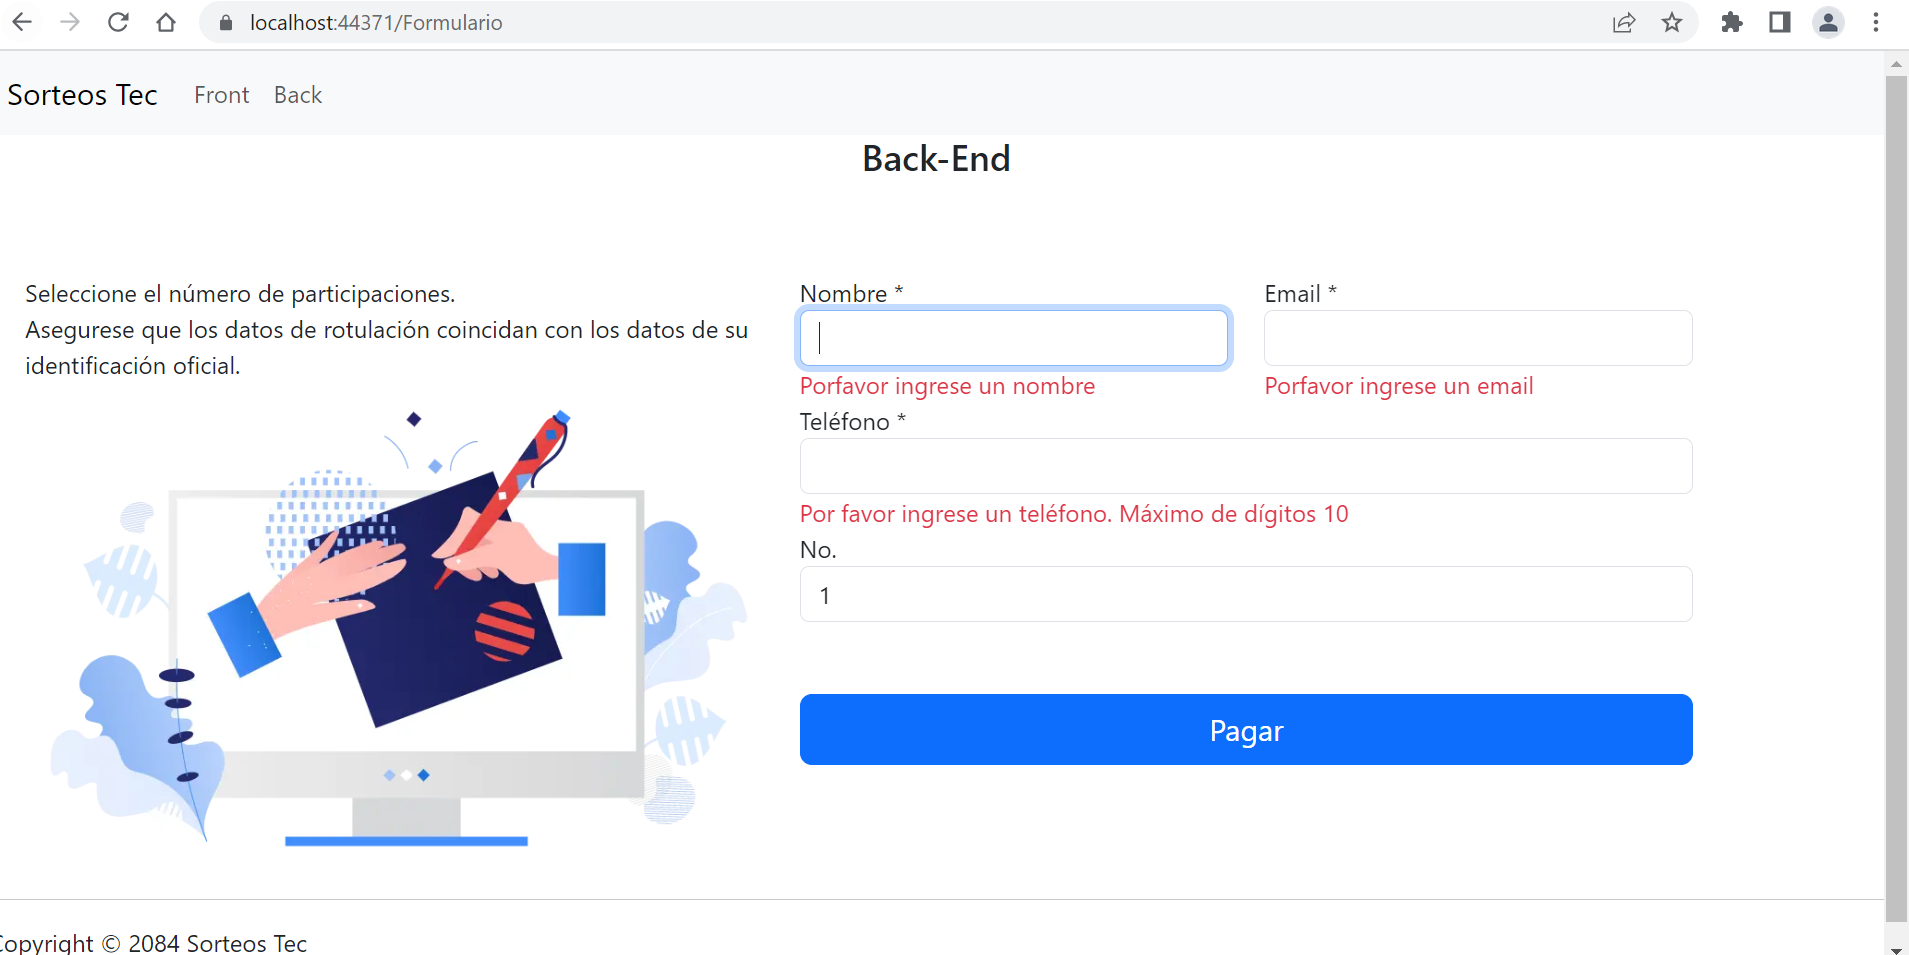 localhost:44371/Formulario
Sorteos Tec Front Back
Back-End
Seleccione el número de participaciones.
Asegurese que los datos de rotulación coincidan con los datos de su
identificación oficial.
Nombre * Email *
Porfavor ingrese un nombre Porfavor ingrese un email
Teléfono *
Por favor ingrese un teléfono. Máximo de dígitos 10
No.
1
Pagar
Copyright © 2084 Sorteos Tec